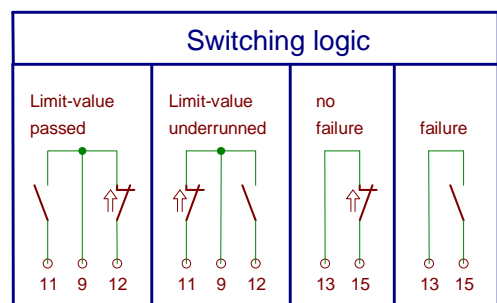 Switching logic
Limit-value
passed
11 9 12
Limit-value
underrunned
11 9 12
no
failure
13 15
failure
13 15